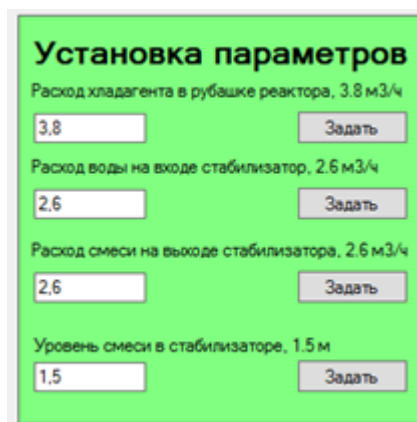 Установка параметров
Расход хладагента в рубашке реактора, 3.8 м3/ч
3,8
Задать
Расход воды на входе стабилизатор, 2.6 м3/ч
2,6
Задать
Расход смеси на выходе стабилизатора, 2.6 м3/ч
2,6
Задать
Уровень смеси в стабилизаторе, 1.5 м
1,5
Задать